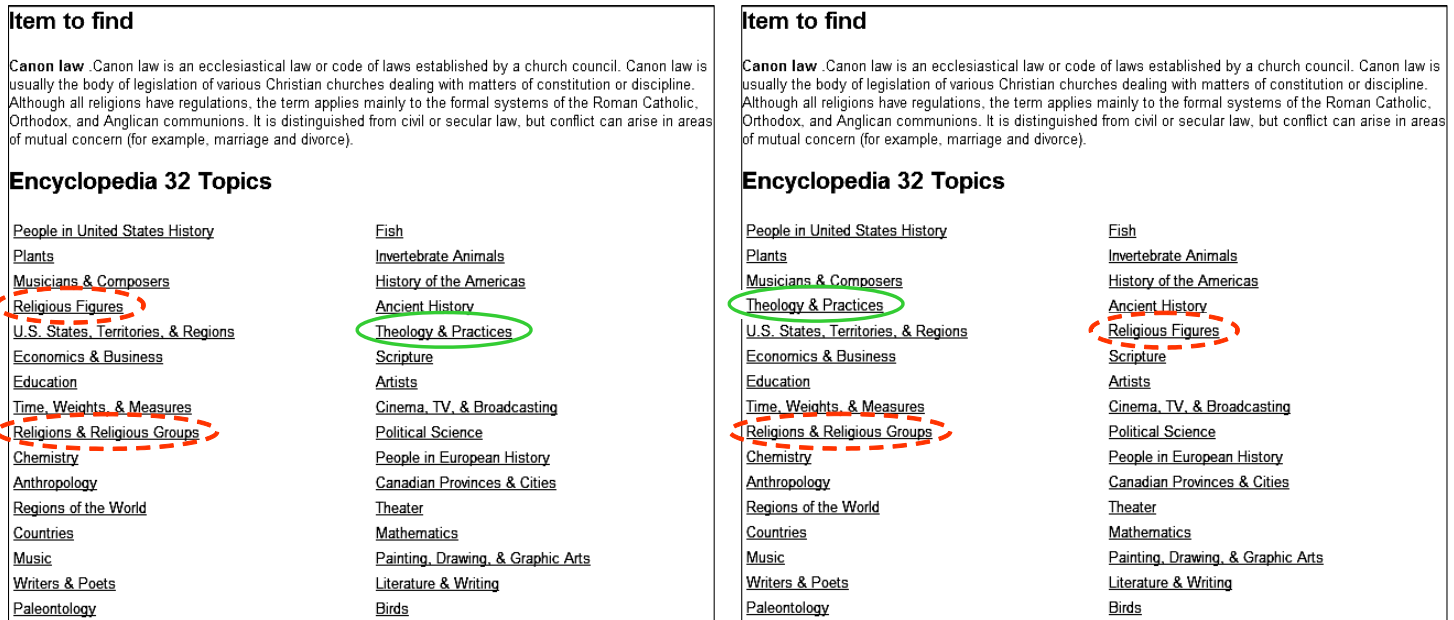 Item to find
Canon law .Canon law is an ecclesiastical law or code of laws established by a church council. Canon law is
usually the body of legislation of various Christian churches dealing with matters of constitution or discipline.
Although all religions have regulations, the term applies mainly to the formal systems of the Roman Catholic,
Orthodox, and Anglican communions. It is distinguished from civil or secular law, but conflict can arise in areas
of mutual concern (for example, marriage and divorce).
Encyclopedia 32 Topics
People in United States History
Plants
Musicians & Composers
Religious Figures
U.S. States, Territories, & Regions
Economics & Business
Education
Time, Weights, & Measures
Religions & Religious Groups
Chemistry
Anthropology
Regions of the World
Countries
Music
Writers & Poets
Paleontology
Fish
Invertebrate Animals
History of the Americas
Ancient History
Theology & Practices
Scripture
Artists
Cinema, TV, & Broadcasting
Political Science
People in European History
Canadian Provinces & Cities
Theater
Mathematics
Painting, Drawing, & Graphic Arts
Literature & Writing
Birds
Item to find
Canon law .Canon law is an ecclesiastical law or code of laws established by a church council. Canon law is
usually the body of legislation of various Christian churches dealing with matters of constitution or discipline.
Although all religions have regulations, the term applies mainly to the formal systems of the Roman Catholic,
Orthodox, and Anglican communions. It is distinguished from civil or secular law, but conflict can arise in areas
of mutual concern (for example, marriage and divorce).
Encyclopedia 32 Topics
People in United States History
Plants
Musicians & Composers
Theology & Practices
U.S. States, Territories, & Regions
Economics & Business
Education
Time, Weights, & Measures
Religions & Religious Groups
Chemistry
Anthropology
Regions of the World
Countries
Music
Writers & Poets
Paleontology
Fish
Invertebrate Animals
History of the Americas
Ancient History
Religious Figures
Scripture
Artists
Cinema, TV, & Broadcasting
Political Science
People in European History
Canadian Provinces & Cities
Theater
Mathematics
Painting, Drawing, & Graphic Arts
Literature & Writing
Birds